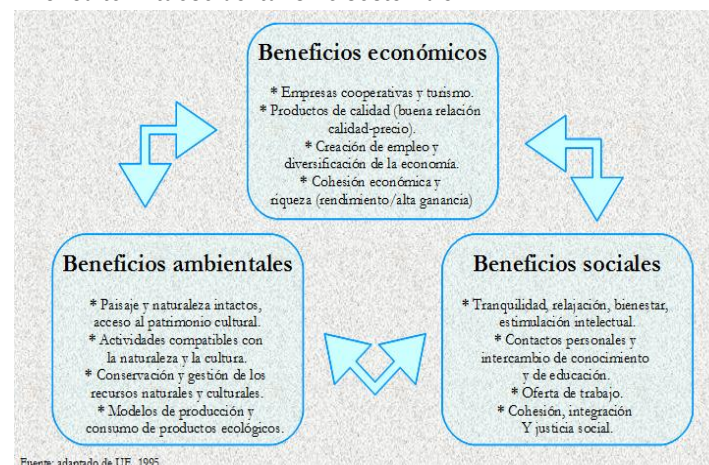 Beneficios económicos
* Empresas cooperativas y turismo.
* Productos de calidad (buena relación
calidad-precio).
* Creación de empleo y
diversificación de la economía.
* Cohesión económica y
riqueza (rendimiento/alta ganancia)
Beneficios ambientales
* Paisaje y naturaleza intactos,
acceso al patrimonio cultural.
* Actividades compatibles con
la naturaleza y la cultura.
* Conservación y gestión de los
recursos naturales y culturales.
* Modelos de producción y
consumo de productos ecológicos.
Beneficios sociales
* Tranquilidad, relajación, bienestar,
estimulación intelectual.
* Contactos personales y
intercambio de conocimiento
y de educación.
* Oferta de trabajo.
* Cohesión, integración
Y justicia social.
Fuente: adaptado de UE, 1995